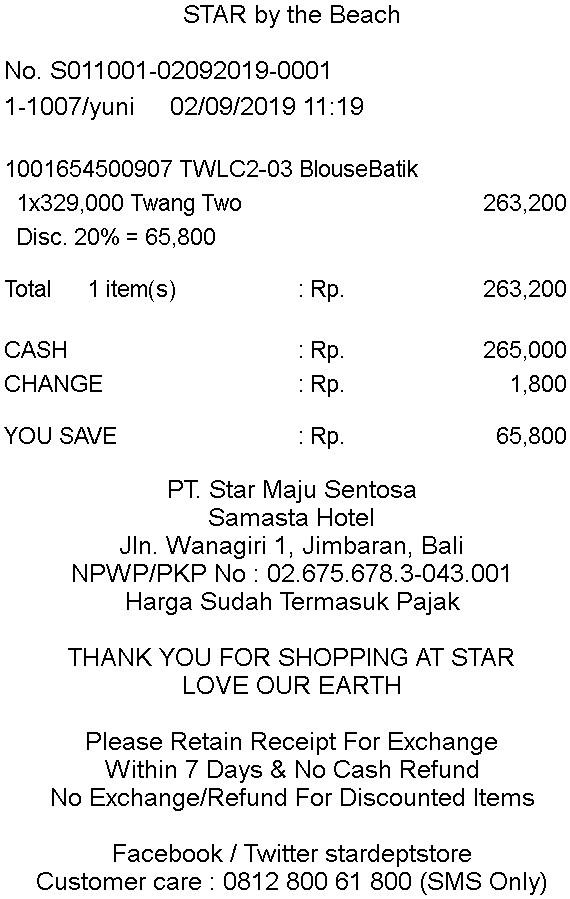 STAR by the Beach
No. S011001-02092019-0001
1-1007/yuni 02/09/2019 11:19
1001654500907 TWLC2-03 BlouseBatik
1x329,000 Twang Two 263,200
Disc. 20% = 65,800
Total 1 item(s) : Rp. 263,200
CASH : Rp. 265,000
CHANGE : Rp. 1,800
YOU SAVE : Rp. 65,800
PT. Star Maju Sentosa
Samasta Hotel
Jln. Wanagiri 1, Jimbaran, Bali
NPWP/PKP No : 02.675.678.3-043.001
Harga Sudah Termasuk Pajak
THANK YOU FOR SHOPPING AT STAR
LOVE OUR EARTH
Please Retain Receipt For Exchange
Within 7 Days & No Cash Refund
No Exchange/Refund For Discounted Items
Facebook / Twitter stardeptstore
Customer care : 0812 800 61 800 (SMS Only)